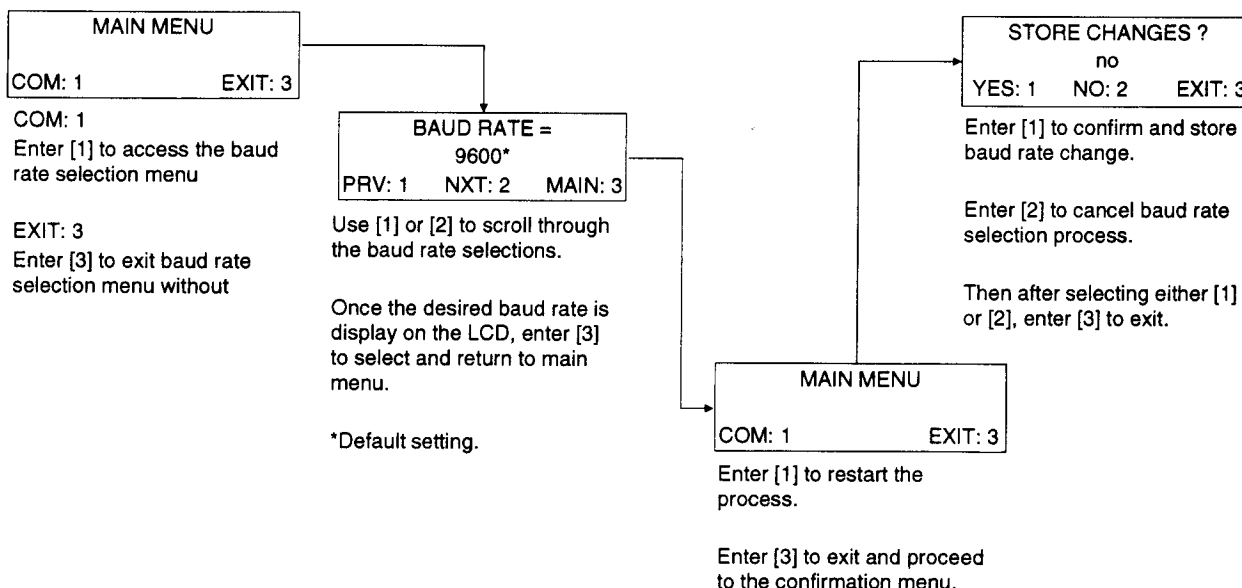 MAIN MENU
COM: 1 EXIT: 3
COM: 1
Enter [1] to access the baud
rate selection menu
EXIT: 3
Enter [3] to exit baud rate
selection menu without
BAUD RATE =
9600*
PRV: 1 NXT: 2 MAIN: 3
Use [1] or [2] to scroll through
the baud rate selections.
Once the desired baud rate is
display on the LCD, enter [3]
to select and return to main
menu.
*Default setting.
MAIN MENU
COM: 1 EXIT: 3
Enter [1] to restart the
process.
Enter [3] to exit and proceed
to the confirmation menu.
STORE CHANGES ?
no
YES: 1 NO: 2 EXIT: 3
Enter [1] to confirm and store
baud rate change.
Enter [2] to cancel baud rate
selection process.
Then after selecting either [1]
or [2], enter [3] to exit.